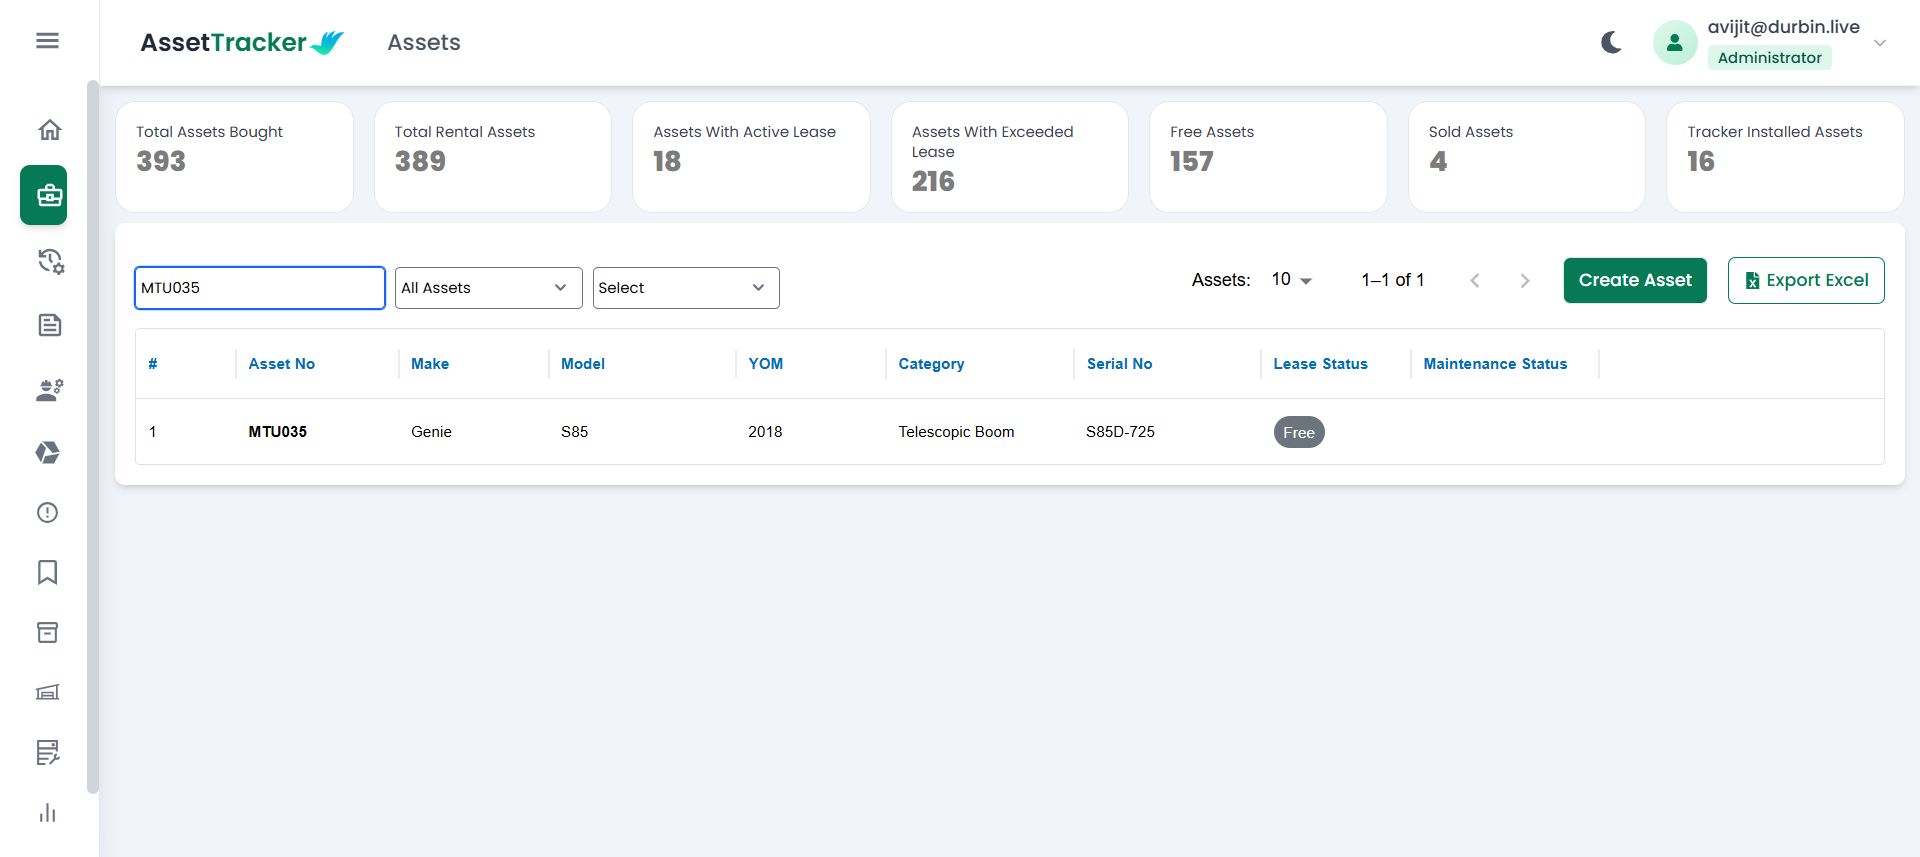 AssetTracker
Assets
avijit@durbin.live
Administrator
Total Assets Bought
393
Total Rental Assets
389
Assets With Active Lease
18
Assets With Exceeded
Lease
216
Free Assets
157
Sold Assets
4
Tracker Installed Assets
16
MTU035
All Assets
Select
Assets: 10 1–1 of 1
Create Asset
Export Excel
# Asset No Make Model YOM Category Serial No Lease Status Maintenance Status
1 MTU035 Genie S85 2018 Telescopic Boom S85D-725 Free